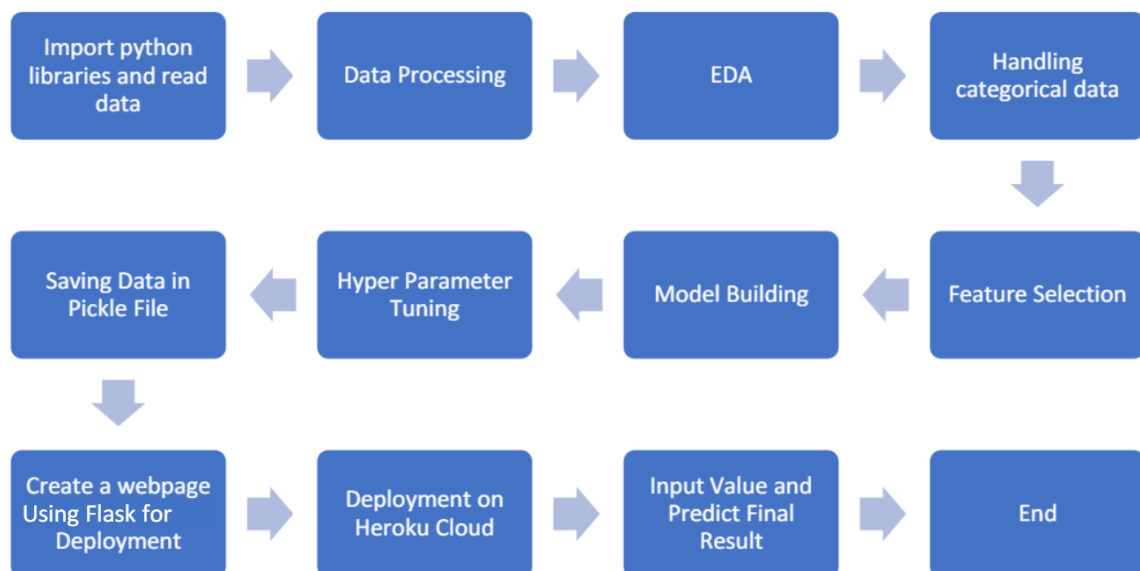 Import python
libraries and read
data
Data Processing
EDA
Handling
categorical data
Feature Selection
Model Building
Hyper Parameter
Tuning
Saving Data in
Pickle File
Create a webpage
Using Flask for
Deployment
Deployment on
Heroku Cloud
Input Value and
Predict Final
Result
End